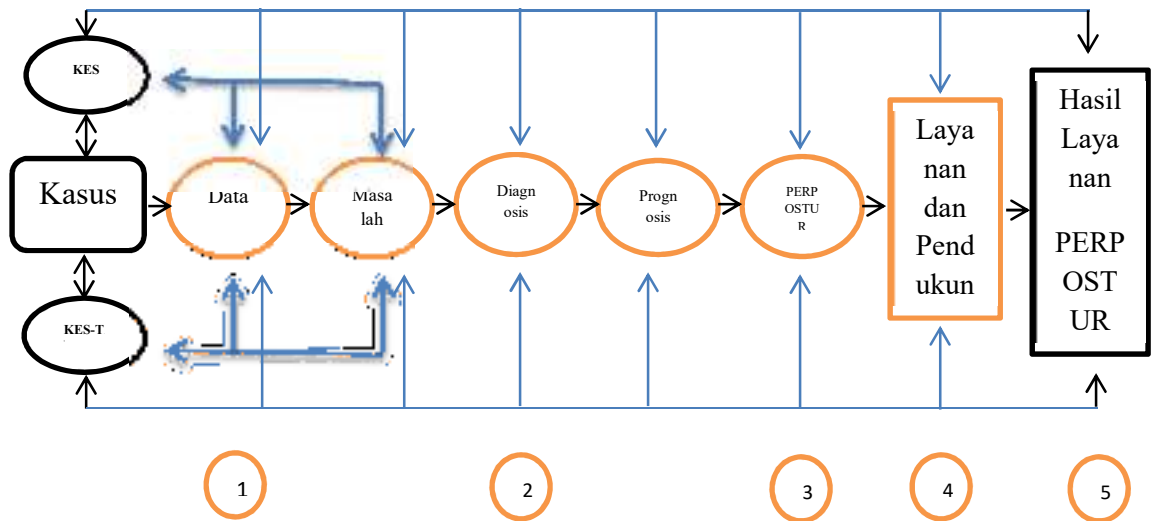 KES
Kasus
KES-T
Data
Masa
lah
Diagn
osis
Progn
osis
PERP
OSTU
R
Laya
nan
dan
Pend
ukun
Hasil
Laya
nan
PERP
OST
UR
1
2
3
4
5